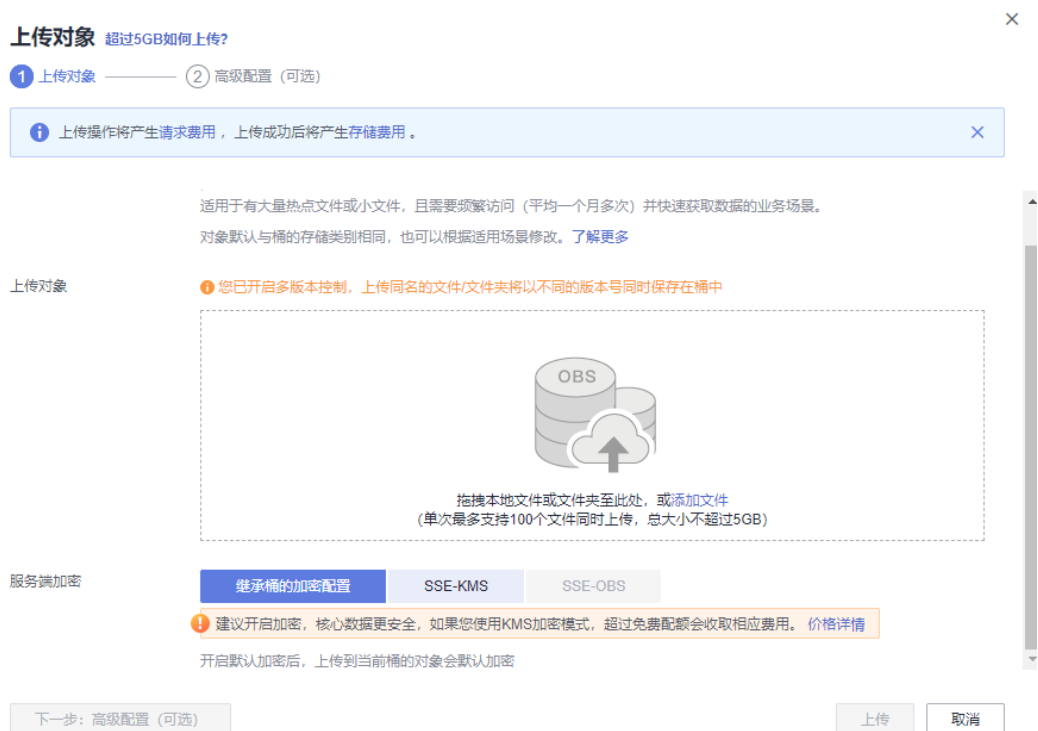 上传对象 超过5GB如何上传?
1 上传对象 2 高级配置（可选）
上传操作将产生请求费用 ，上传成功后将产生存储费用 。
适用于有大量热点文件或小文件，且需要频繁访问（平均一个月多次）并快速获取数据的业务场景。
对象默认与桶的存储类别相同，也可以根据适用场景修改。了解更多
上传对象
您已开启多版本控制，上传同名的文件/文件夹将以不同的版本号同时保存在桶中
OBS
拖拽本地文件或文件夹至此处，或添加文件
（单次最多支持100个文件同时上传，总大小不超过5GB）
服务端加密
继承桶的加密配置 SSE-KMS SSE-OBS
建议开启加密，核心数据更安全，如果您使用KMS加密模式，超过免费配额会收取相应费用。 价格详情
开启默认加密后，上传到当前桶的对象会默认加密
下一步：高级配置（可选） 上传 取消